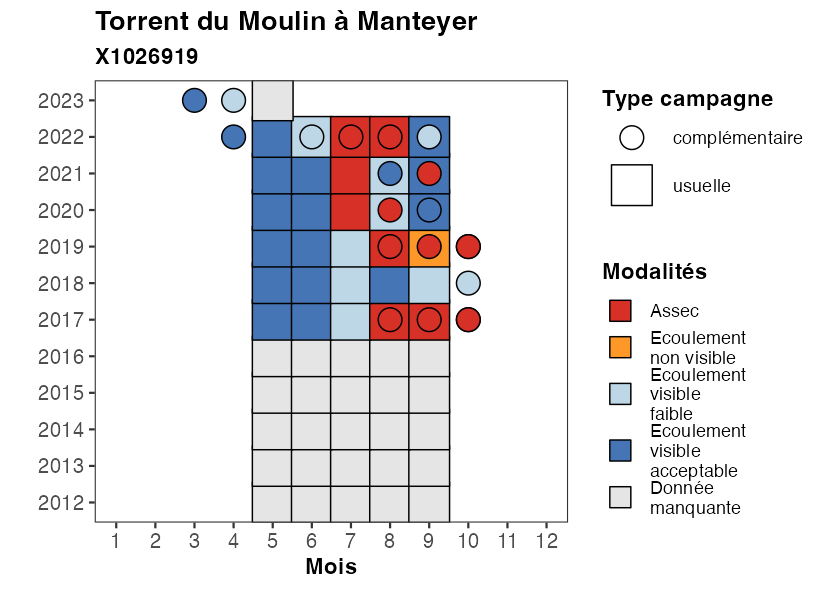 Torrent du Moulin à Manteyer
X1026919
2023
2022
2021
2020
2019
2018
2017
2016
2015
2014
2013
2012
1 2 3 4 5 6 7 8 9 10 11 12
Mois
Type campagne
complémentaire
usuelle
Modalités
Assec
Ecoulement
non visible
Ecoulement
visible
faible
Ecoulement
visible
acceptable
Donnée
manquante